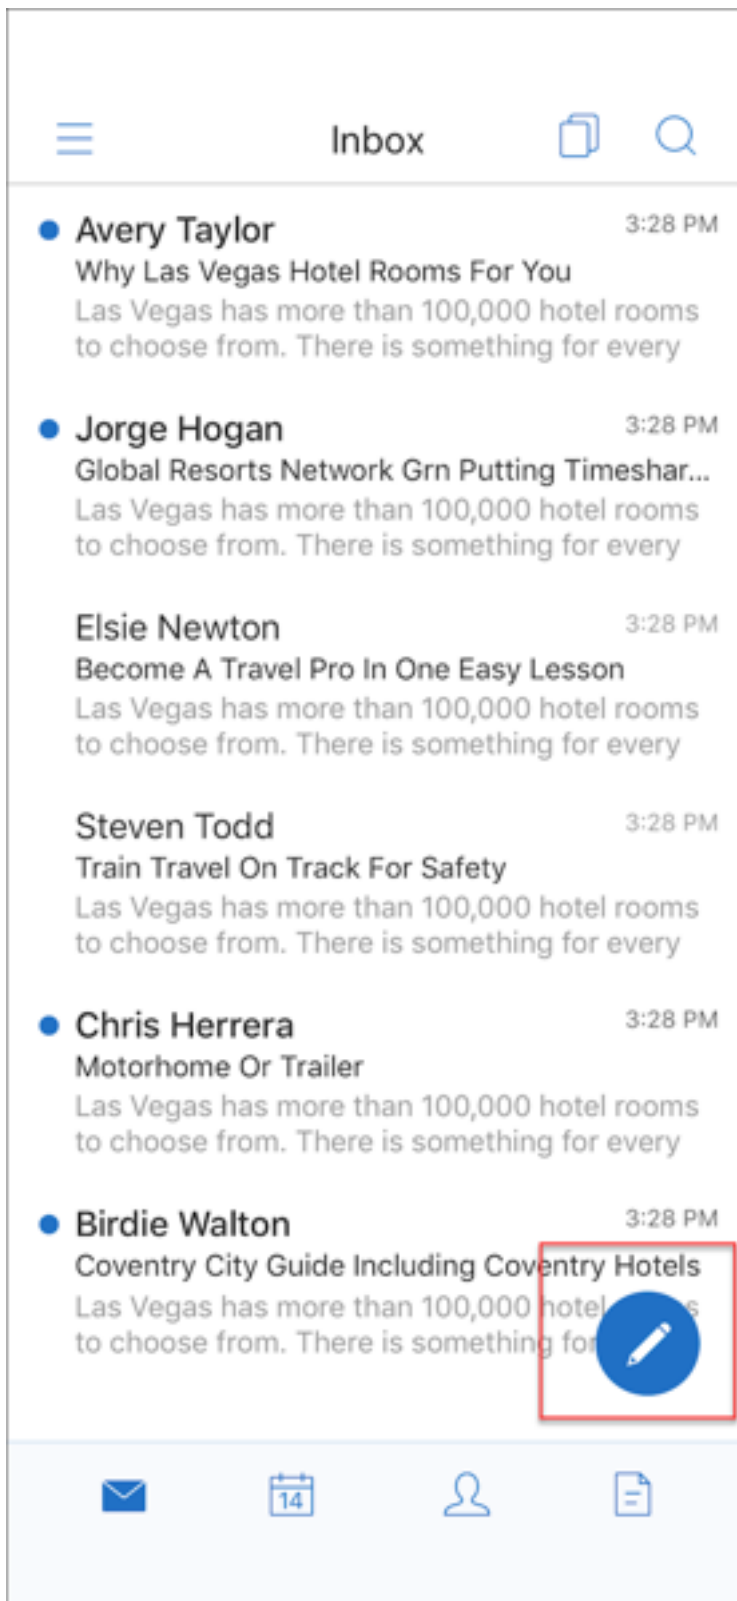 Inbox
Avery Taylor 3:28 PM
Why Las Vegas Hotel Rooms For You
Las Vegas has more than 100,000 hotel rooms
to choose from. There is something for every
Jorge Hogan 3:28 PM
Global Resorts Network Grn Putting Timeshar...
Las Vegas has more than 100,000 hotel rooms
to choose from. There is something for every
Elsie Newton 3:28 PM
Become A Travel Pro In One Easy Lesson
Las Vegas has more than 100,000 hotel rooms
to choose from. There is something for every
Steven Todd 3:28 PM
Train Travel On Track For Safety
Las Vegas has more than 100,000 hotel rooms
to choose from. There is something for every
Chris Herrera 3:28 PM
Motorhome Or Trailer
Las Vegas has more than 100,000 hotel rooms
to choose from. There is something for every
Birdie Walton 3:28 PM
Coventry City Guide Including Coventry Hotels
Las Vegas has more than 100,000 hotel
to choose from. There is something for
14